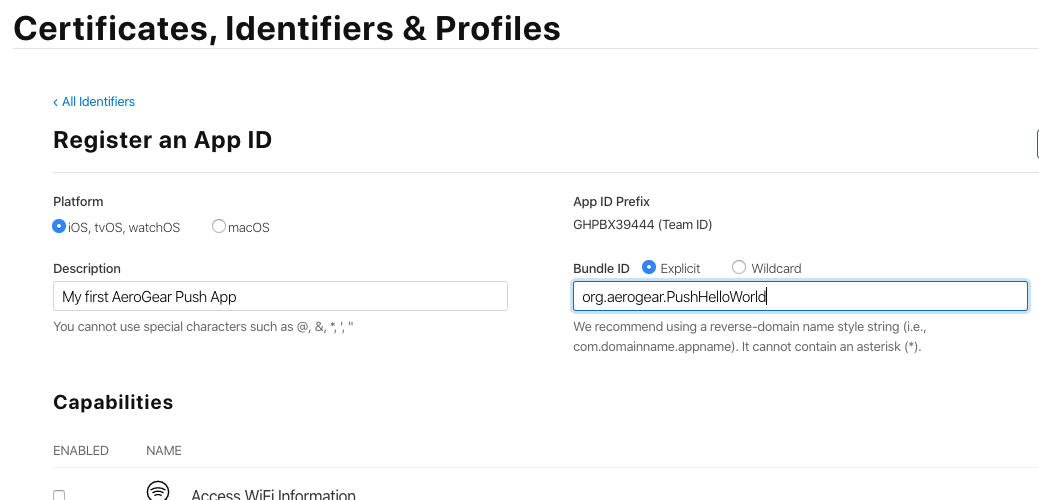 Certificates, Identifiers & Profiles
‹ All Identifiers
Register an App ID
Platform
iOS, tvOS, watchOS macOS
App ID Prefix
GHPBX39444 (Team ID)
Description
My first AeroGear Push App
You cannot use special characters such as @, &, *, ', "
Bundle ID Explicit Wildcard
org.aerogear.PushHelloWorld
We recommend using a reverse-domain name style string (i.e.,
com.domainname.appname). It cannot contain an asterisk (*).
Capabilities
ENABLED NAME
Access WiFi Information